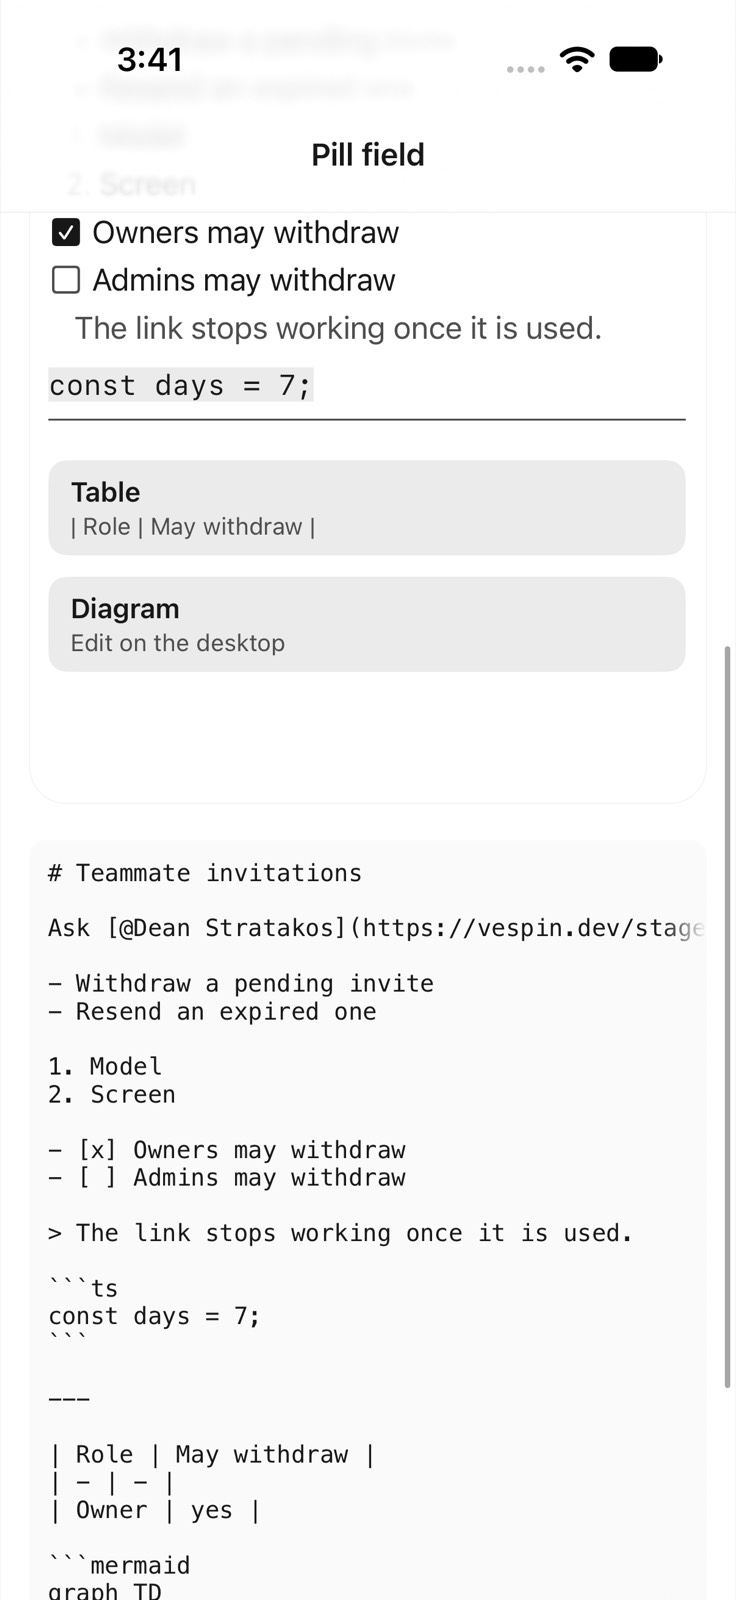 3:41
Pill field
2. Screen
Owners may withdraw
Admins may withdraw
The link stops working once it is used.
const days = 7;
Table
| Role | May withdraw |
Diagram
Edit on the desktop
# Teammate invitations
Ask [@Dean Stratakos](https://vespin.dev/stage
- Withdraw a pending invite
- Resend an expired one
1. Model
2. Screen
- [x] Owners may withdraw
- [ ] Admins may withdraw
> The link stops working once it is used.
```ts
const days = 7;
```
---
| Role | May withdraw |
| - | - |
| Owner | yes |
```mermaid
graph TD